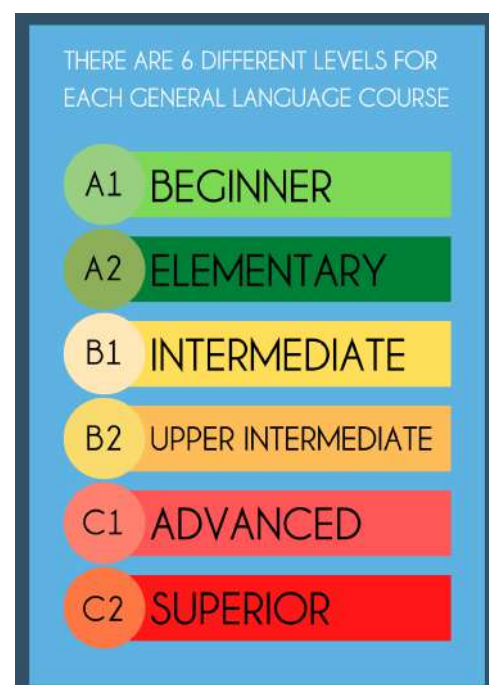 THERE ARE 6 DIFFERENT LEVELS FOR
EACH GENERAL LANGUAGE COURSE
A1 BEGINNER
A2 ELEMENTARY
B1 INTERMEDIATE
B2 UPPER INTERMEDIATE
C1 ADVANCED
C2 SUPERIOR